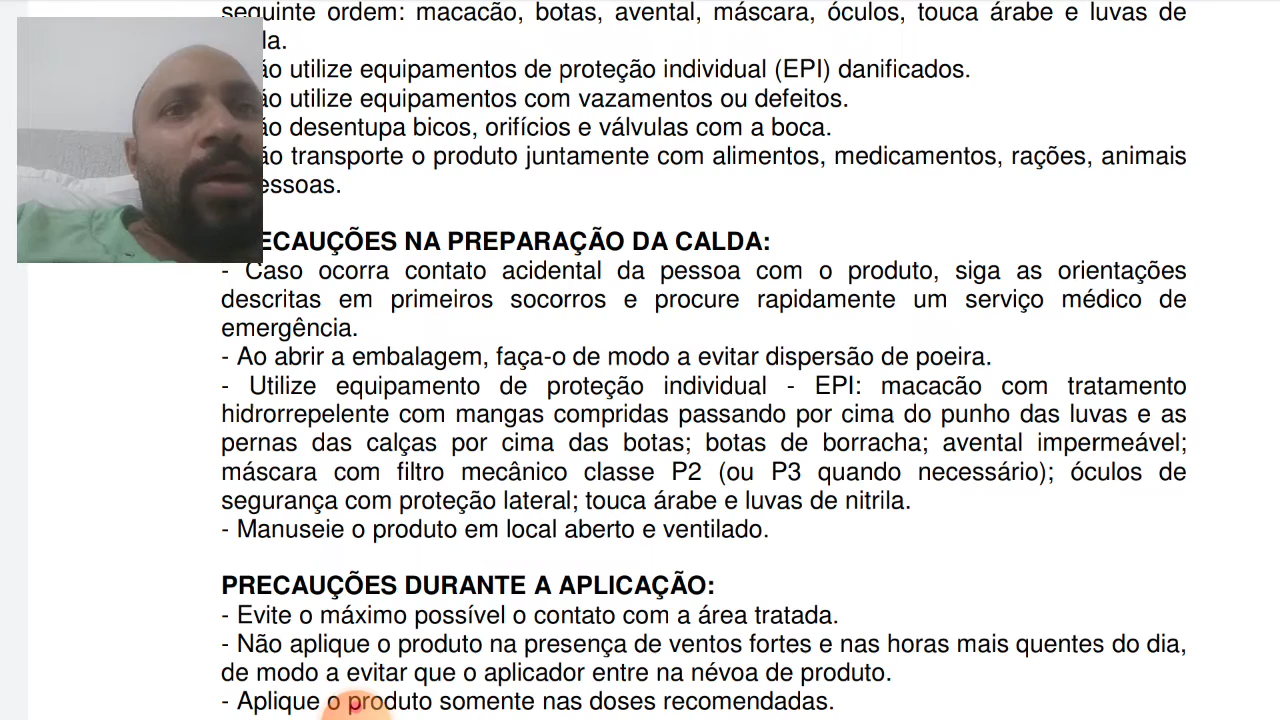 seguinte ordem: macacão, botas, avental, máscara, óculos, touca árabe e luvas de
la.
ão utilize equipamentos de proteção individual (EPI) danificados.
ão utilize equipamentos com vazamentos ou defeitos.
ão desentupa bicos, orifícios e válvulas com a boca.
ão transporte o produto juntamente com alimentos, medicamentos, rações, animais
essoas.
ECAUÇÕES NA PREPARAÇÃO DA CALDA:
- Caso ocorra contato acidental da pessoa com o produto, siga as orientações
descritas em primeiros socorros e procure rapidamente um serviço médico de
emergência.
- Ao abrir a embalagem, faça-o de modo a evitar dispersão de poeira.
- Utilize equipamento de proteção individual - EPI: macacão com tratamento
hidrorrepelente com mangas compridas passando por cima do punho das luvas e as
pernas das calças por cima das botas; botas de borracha; avental impermeável;
máscara com filtro mecânico classe P2 (ou P3 quando necessário); óculos de
segurança com proteção lateral; touca árabe e luvas de nitrila.
- Manuseie o produto em local aberto e ventilado.
PRECAUÇÕES DURANTE A APLICAÇÃO:
- Evite o máximo possível o contato com a área tratada.
- Não aplique o produto na presença de ventos fortes e nas horas mais quentes do dia,
de modo a evitar que o aplicador entre na névoa de produto.
- Aplique o produto somente nas doses recomendadas.